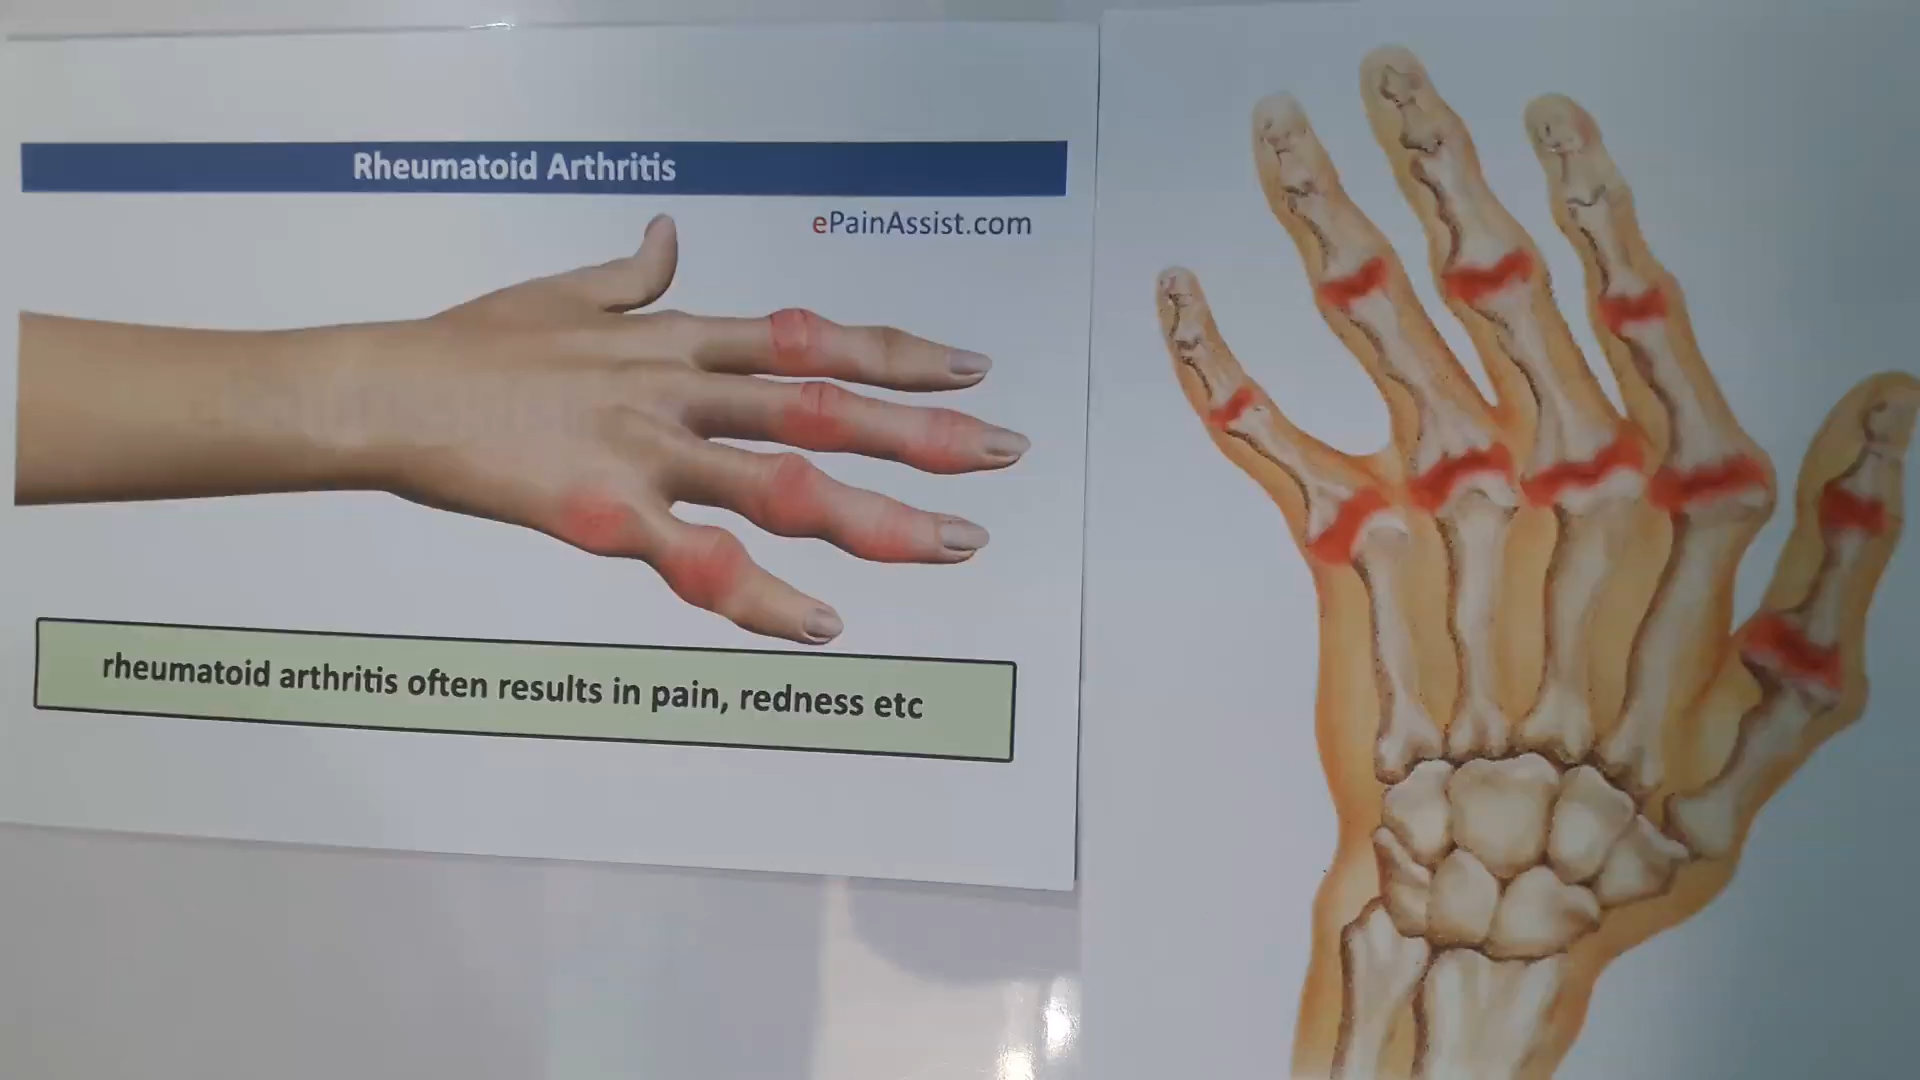 Rheumatoid Arthritis
ePainAssist.com
rheumatoid arthritis often results in pain, redness etc